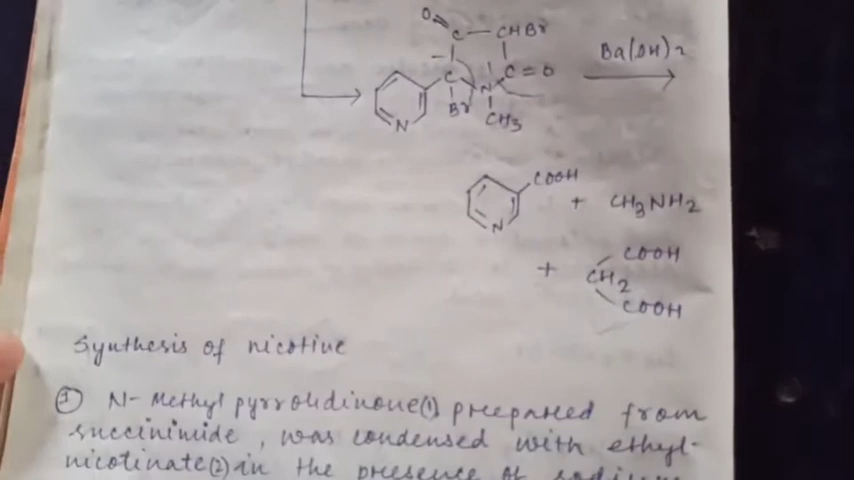 O
C — CHBr
Ba(OH)2
C C=O
N
Br
N CH3
COOH
+ CH3NH2
N
COOH
+ CH2
COOH
Synthesis of nicotine
① N-Methyl pyrrolidinone(1) prepared from
succinimide, was condensed with ethyl-
nicotinate(2) in the presence of sodium